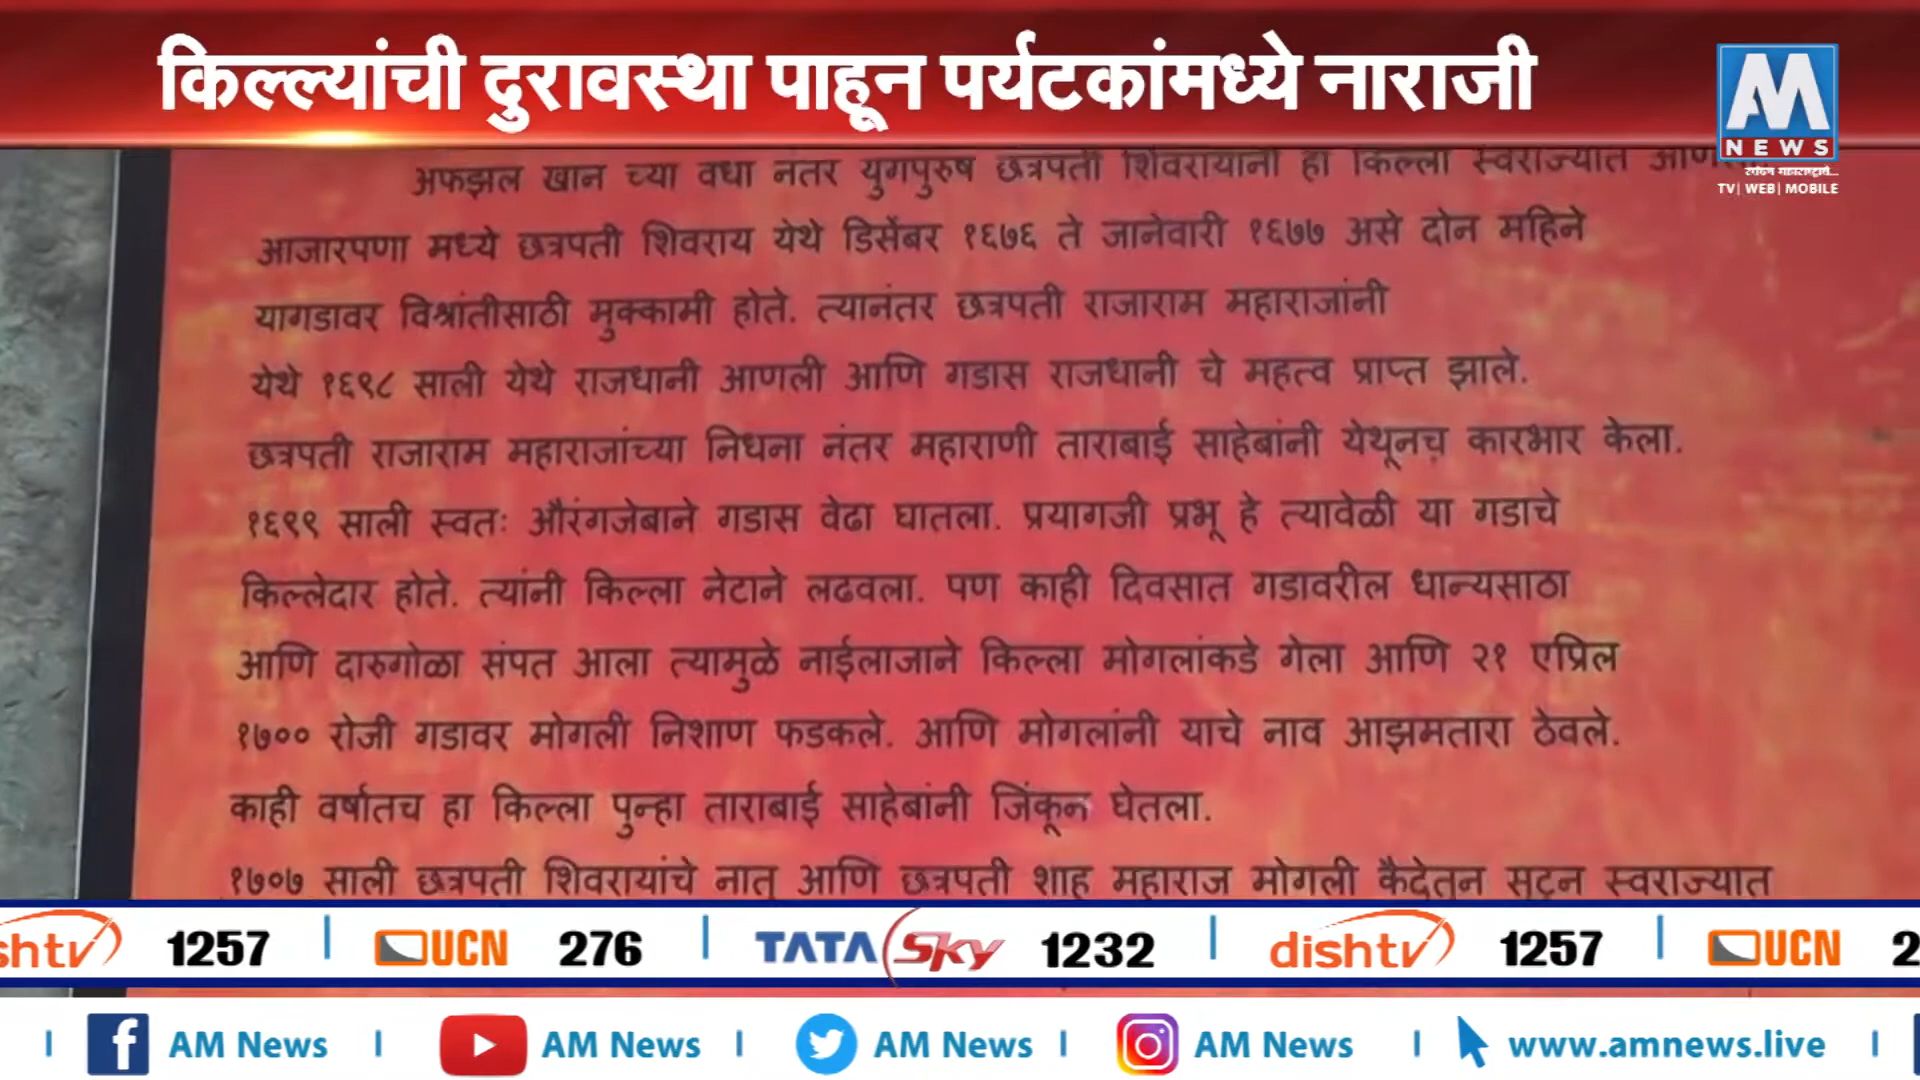 किल्ल्यांची दुरावस्था पाहून पर्यटकांमध्ये नाराजी
AM
NEWS
TV| WEB| MOBILE
अफझल खान च्या वधा नंतर युगपुरुष छत्रपती शिवरायांनी हा किल्ला स्वराज्यात
आजारपणा मध्ये छत्रपती शिवराय येथे डिसेंबर १६७६ ते जानेवारी १६७७ असे दोन महिने
यागडावर विश्रांतीसाठी मुक्कामी होते. त्यानंतर छत्रपती राजाराम महाराजांनी
येथे १६९८ साली येथे राजधानी आणली आणि गडास राजधानी चे महत्व प्राप्त झाले.
छत्रपती राजाराम महाराजांच्या निधना नंतर महाराणी ताराबाई साहेबांनी येथूनच कारभार केला.
१६९९ साली स्वतः औरंगजेबाने गडास वेढा घातला. प्रयागजी प्रभू हे त्यावेळी या गडाचे
किल्लेदार होते. त्यांनी किल्ला नेटाने लढवला. पण काही दिवसात गडावरील धान्यसाठा
आणि दारुगोळा संपत आला त्यामुळे नाईलाजाने किल्ला मोगलांकडे गेला आणि २१ एप्रिल
१७०० रोजी गडावर मोगली निशाण फडकले. आणि मोगलांनी याचे नाव आझमतारा ठेवले.
काही वर्षातच हा किल्ला पुन्हा ताराबाई साहेबांनी जिंकून घेतला.
१७०७ साली छत्रपती शिवरायांचे नातू आणि छत्रपती शाहू महाराज मोगली कैदेतून सुटून स्वराज्यात
shtv 1257 | UCN 276 | TATA Sky 1232 | dishtv 1257 | UCN 2
| AM News | AM News | AM News | AM News | www.amnews.live |